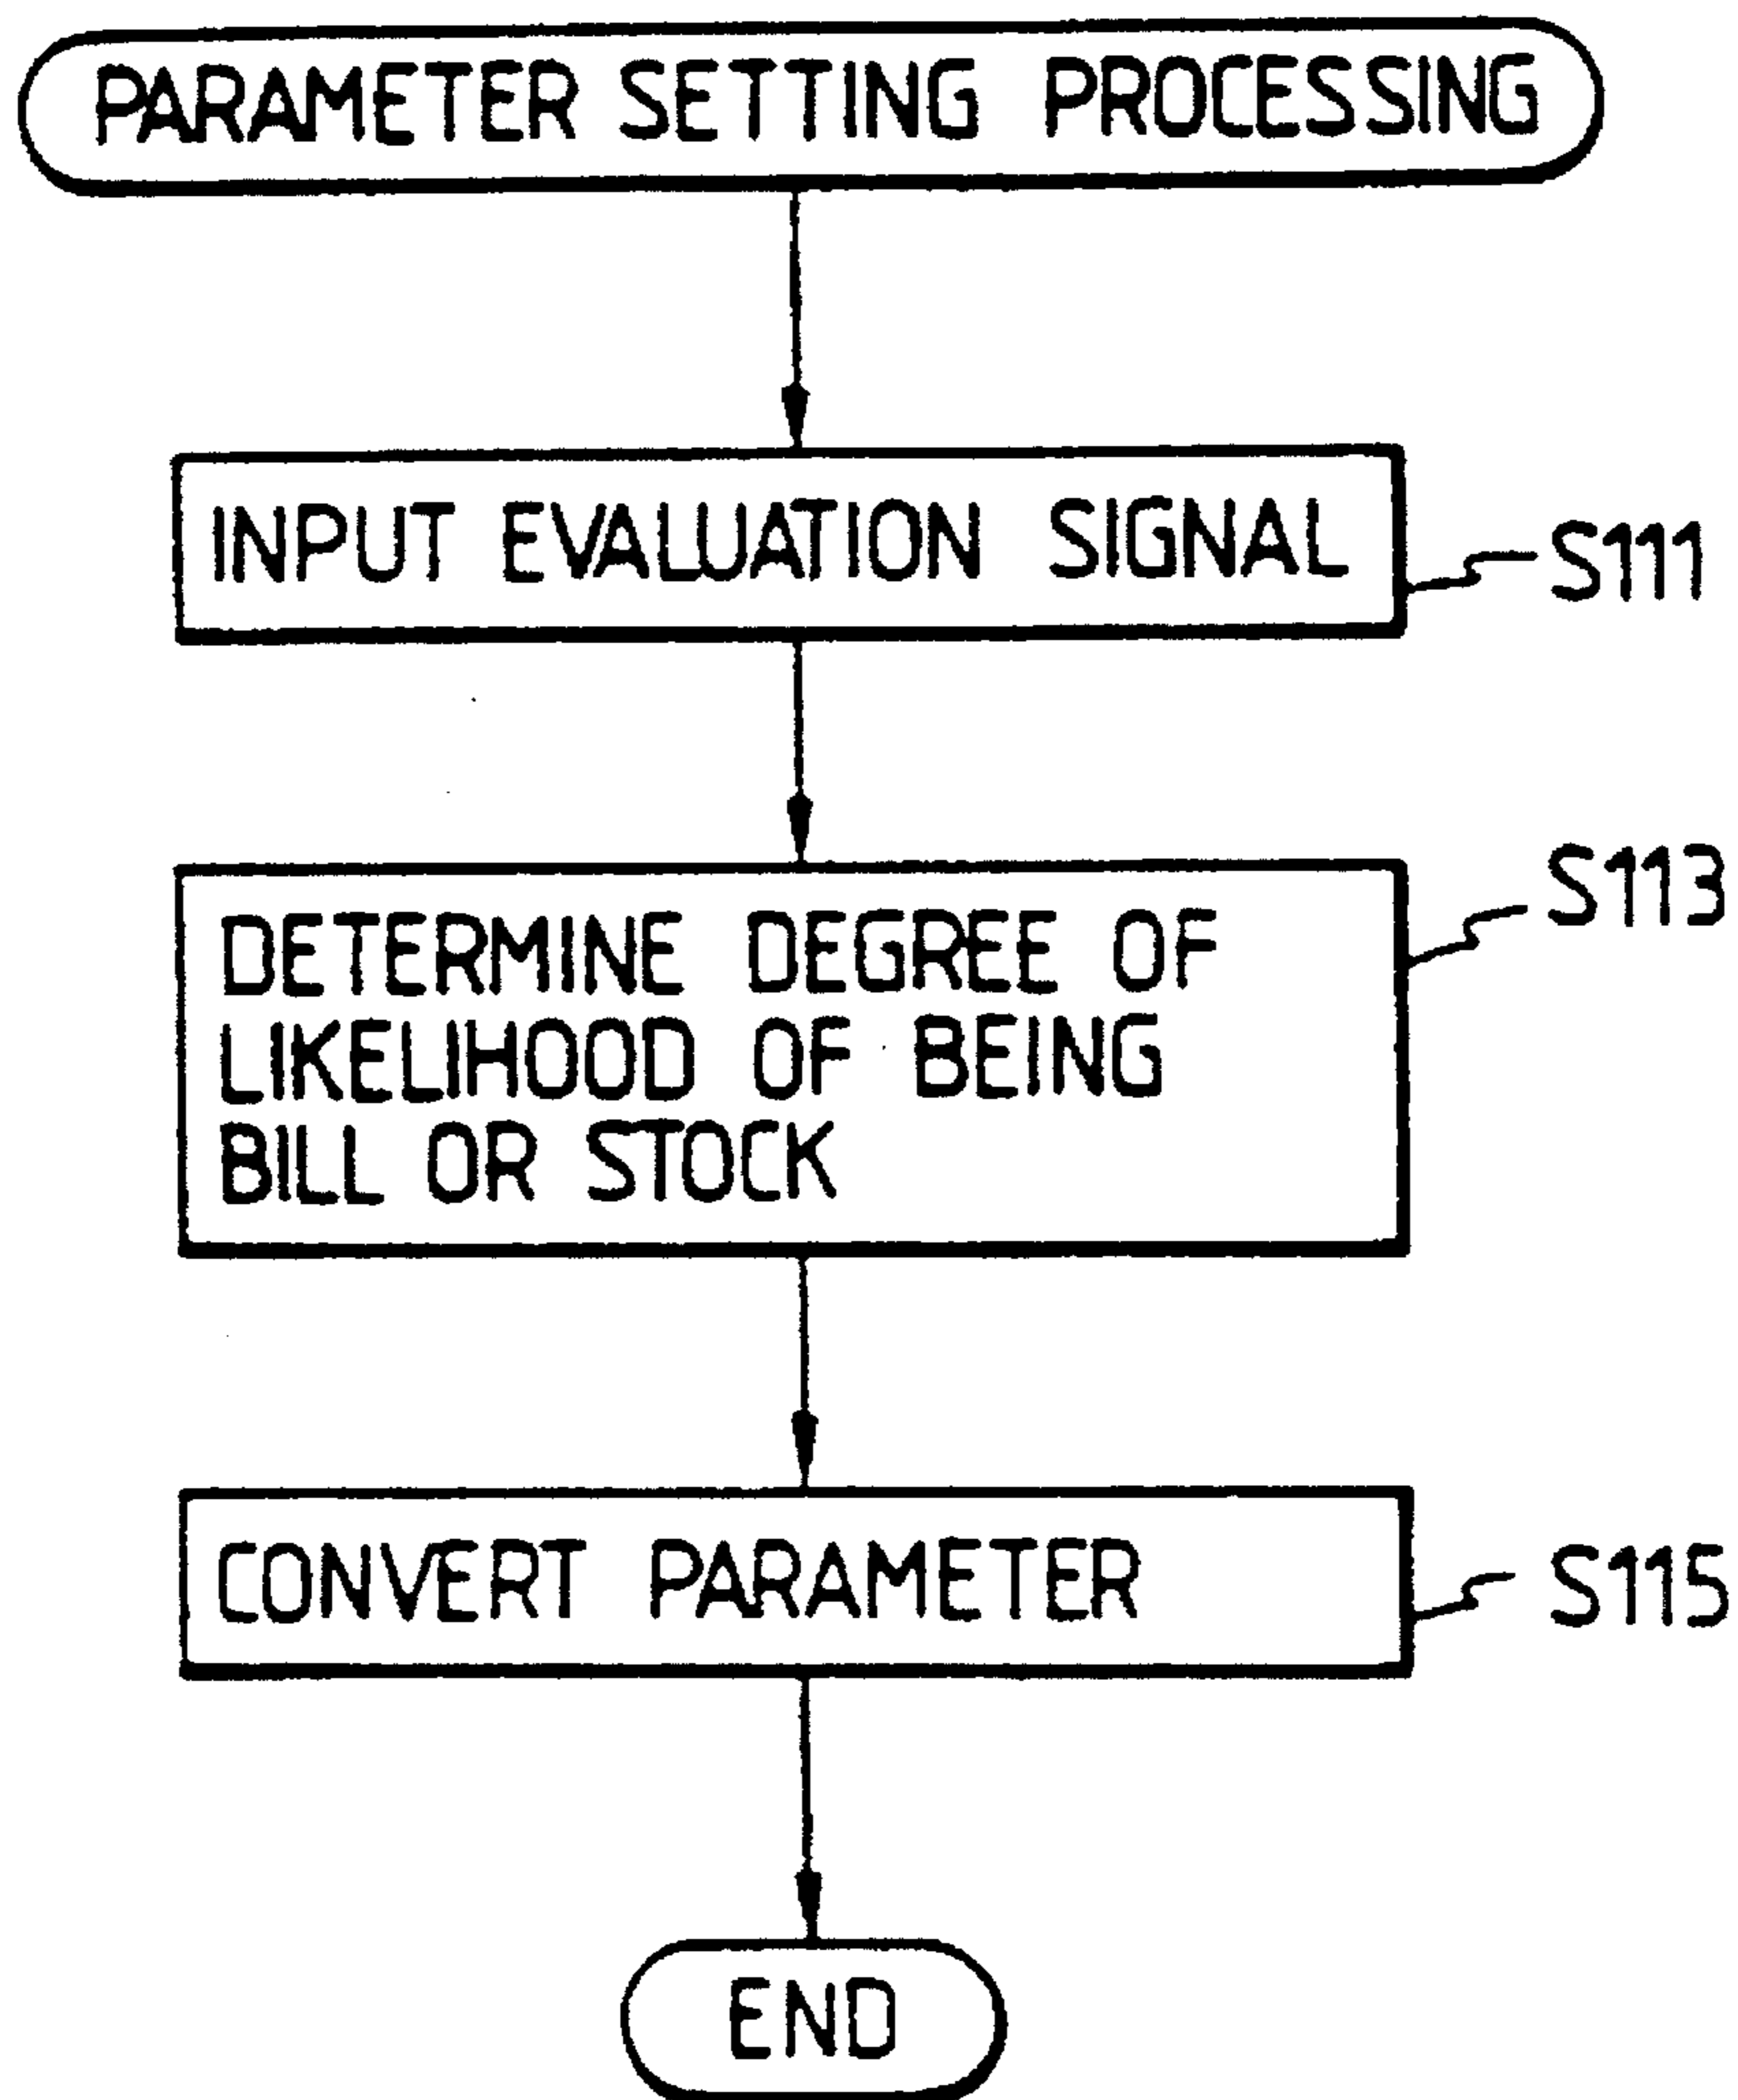 PARAMETER SETTING PROCESSING
INPUT EVALUATION SIGNAL
S111
S113
DETERMINE DEGREE OF
LIKELIHOOD OF BEING
BILL OR STOCK
CONVERT PARAMETER
S115
END